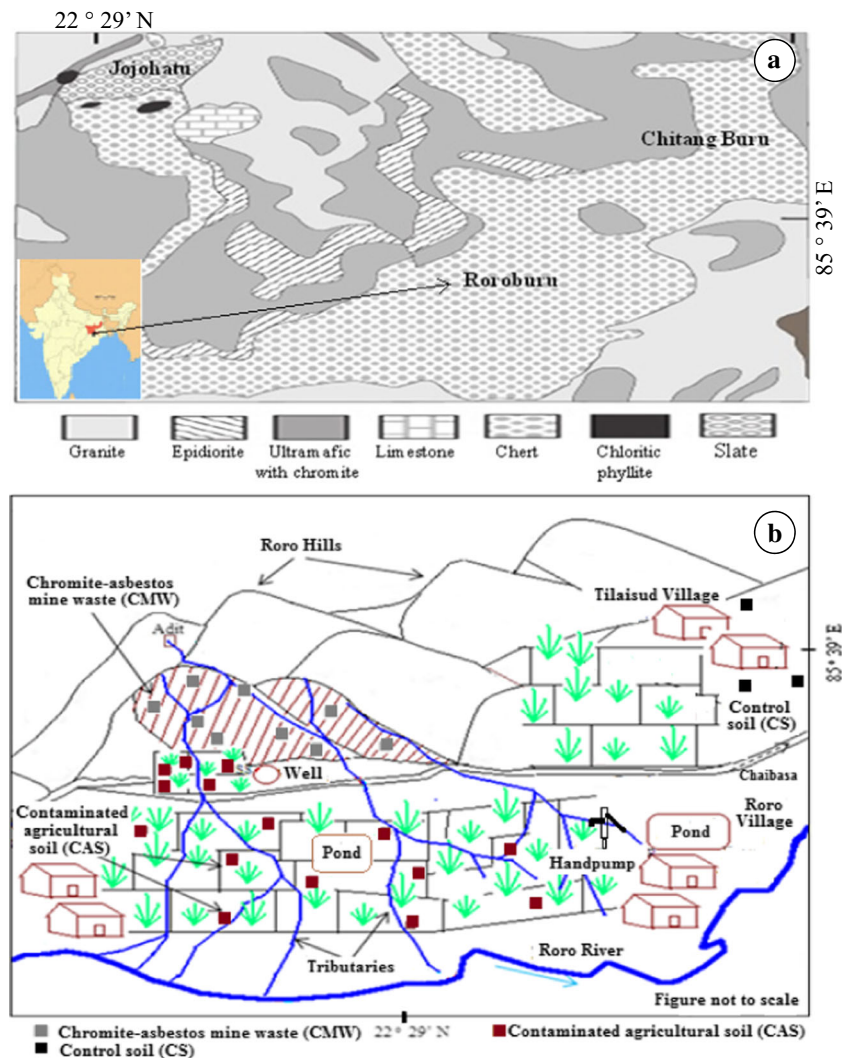 22 ° 29’ N
a
Jojohatu
Chitang Buru
85 ° 39’ E
Roroburu
Granite
Epidiorite
Ultramafic
with chromite
Limestone
Chert
Chloritic
phyllite
Slate
b
Roro Hills
Chromite-asbestos
mine waste (CMW)
Tilaisud Village
Adit
85° 39’ E
Control
soil (CS)
Well
Chaibasa
Contaminated
agricultural
soil (CAS)
Roro
Village
Pond
Pond
Handpump
Tributaries
Roro River
Figure not to scale
Chromite-asbestos mine waste (CMW)
22 ° 29’ N
Contaminated agricultural soil (CAS)
Control soil (CS)